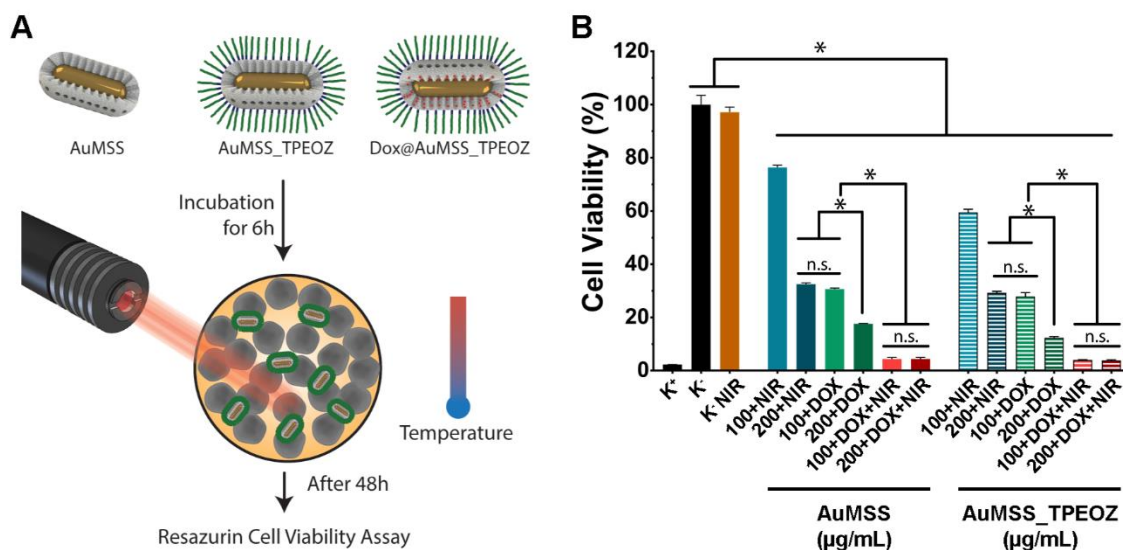 A
AuMSS
AuMSS_TPEOZ
Dox@AuMSS_TPEOZ
Incubation
for 6h
Temperature
After 48h
Resazurin Cell Viability Assay
B
Cell Viability (%)
120
100
80
60
40
20
0
*
*
*
n.s.
n.s.
*
*
n.s.
n.s.
K⁺
K⁻
K⁻ NIR
100+NIR
200+NIR
100+DOX
200+DOX
100+DOX+NIR
200+DOX+NIR
100+NIR
200+NIR
100+DOX
200+DOX
100+DOX+NIR
200+DOX+NIR
AuMSS
(µg/mL)
AuMSS_TPEOZ
(µg/mL)